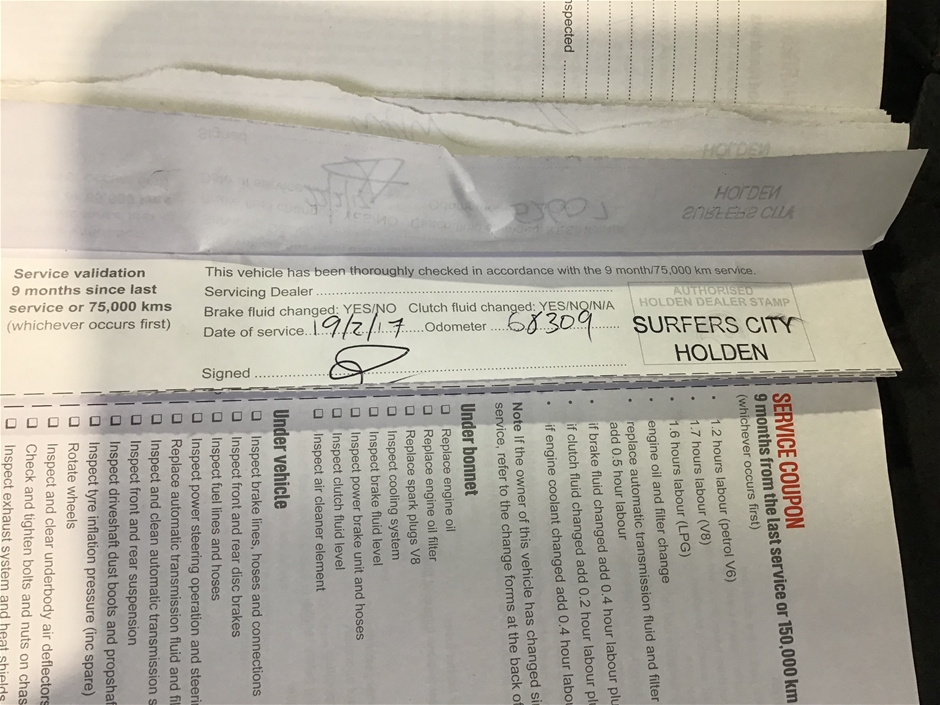 spected
HOLDEN
HOLDEN
SURFERS CITY
Service validation
9 months since last
service or 75,000 kms
(whichever occurs first)
This vehicle has been thoroughly checked in accordance with the 9 month/75,000 km service.
Servicing Dealer
Brake fluid changed; YES/NO Clutch fluid changed; YES/NO/N/A
Date of service. 19/2/17 Odometer 68309
Signed
AUTHORISED
HOLDEN DEALER STAMP
SURFERS CITY
HOLDEN
SERVICE COUPON
9 months from the last service or 150,000 km
(whichever occurs first)
• 1.2 hours labour (petrol V6)
• 1.7 hours labour (V8)
• 1.6 hours labour (LPG)
engine oil and filter change
replace automatic transmission fluid and filter
add 0.5 hour labour
• if brake fluid changed add 0.4 hour labour plu
• if clutch fluid changed add 0.2 hour labour plu
• if engine coolant changed add 0.4 hour labou
Note If the owner of this vehicle has changed si
service, refer to the change forms at the back of
Under bonnet
❏ Replace engine oil
❏ Replace engine oil filter
❏ Replace spark plugs V8
❏ Inspect cooling system
❏ Inspect brake fluid level
❏ Inspect power brake unit and hoses
❏ Inspect clutch fluid level
❏ Inspect air cleaner element
Under vehicle
❏ Inspect brake lines, hoses and connections
❏ Inspect front and rear disc brakes
❏ Inspect fuel lines and hoses
❏ Inspect power steering operation and steeri
❏ Replace automatic transmission fluid and fil
❏ Inspect and clean automatic transmission s
❏ Inspect front and rear suspension
❏ Inspect driveshaft dust boots and propshaf
❏ Inspect tyre inflation pressure (inc spare)
❏ Rotate wheels
❏ Inspect and clear underbody air deflectors
❏ Check and tighten bolts and nuts on chas
❏ Inspect exhaust system and heat shields